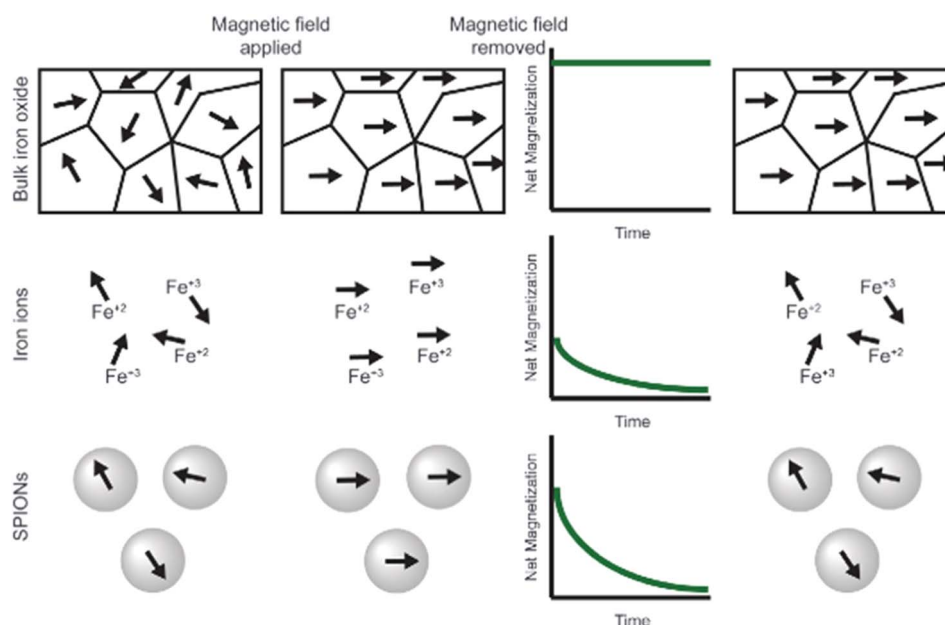 Magnetic field
applied
Magnetic field
removed
Bulk iron oxide
Net Magnetization
Time
Iron ions
Fe+2
Fe+3
Fe+3
Fe+2
Fe+2
Fe+3
Fe+3
Fe+2
Net Magnetization
Time
Fe+2
Fe+3
Fe+3
Fe+2
SPIONs
Net Magnetization
Time